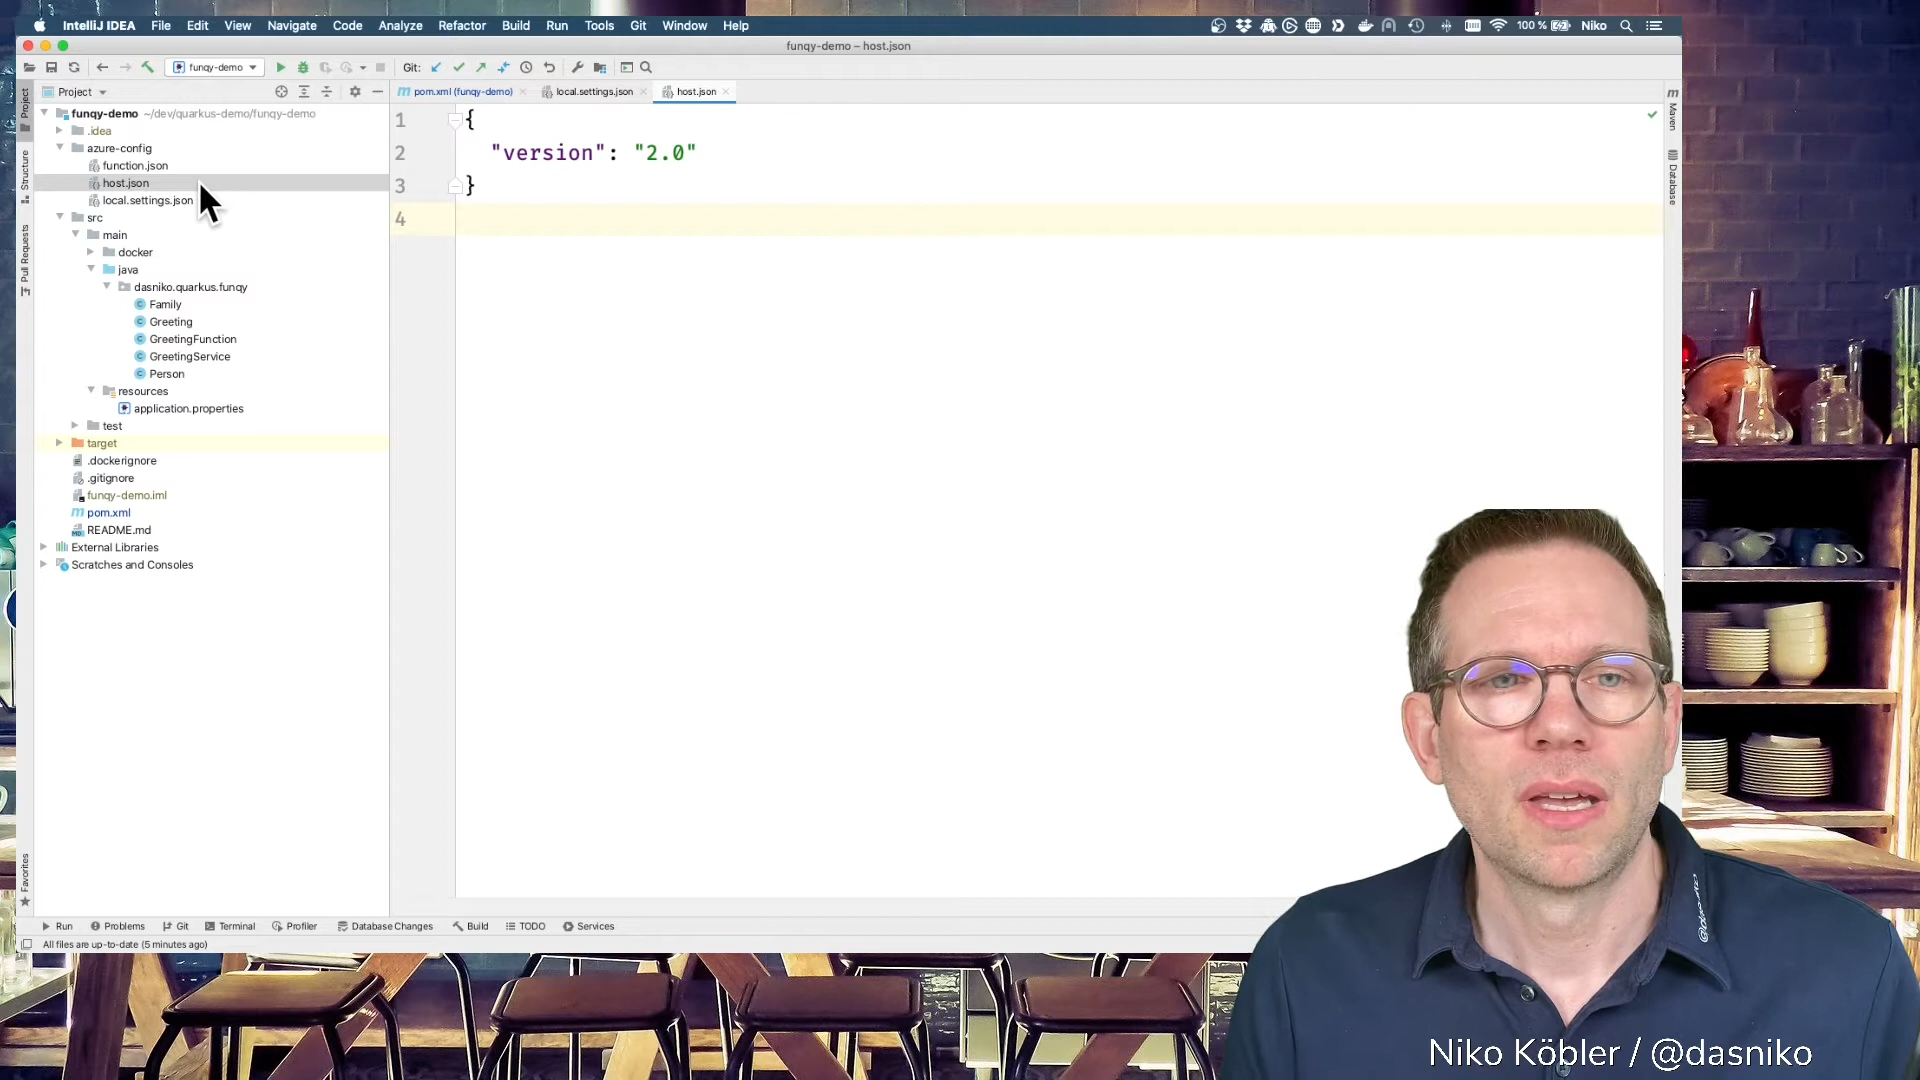 IntelliJ IDEA File Edit View Navigate Code Analyze Refactor Build Run Tools Git Window Help 100 % Niko
funqy-demo – host.json
funqy-demo Git:
Project pom.xml (funqy-demo) local.settings.json host.json
funqy-demo ~/dev/quarkus-demo/funqy-demo
.idea
azure-config
function.json
host.json
local.settings.json
src
main
docker
java
dasniko.quarkus.funqy
Family
Greeting
GreetingFunction
GreetingService
Person
resources
application.properties
test
target
.dockerignore
.gitignore
funqy-demo.iml
pom.xml
README.md
External Libraries
Scratches and Consoles
1 {
2 "version": "2.0"
3 }
4
Project
Structure
Pull Requests
Favorites
Maven
Database
Run Problems Git Terminal Profiler Database Changes Build TODO Services
All files are up-to-date (5 minutes ago)
Niko Köbler / @dasniko